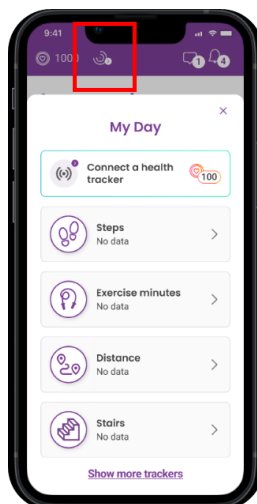 9:41
100
1
4
My Day
Connect a health
tracker
100
Steps
No data
Exercise minutes
No data
Distance
No data
Stairs
No data
Show more trackers